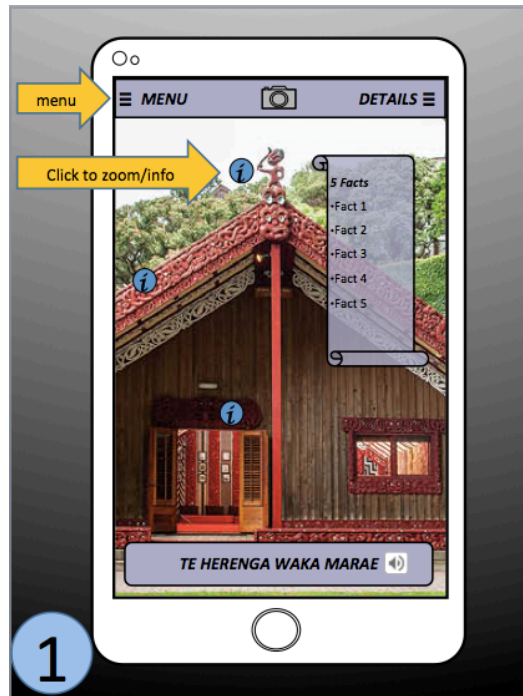 menu
☰ MENU
DETAILS ☰
Click to zoom/info
i
5 Facts
•Fact 1
•Fact 2
•Fact 3
•Fact 4
•Fact 5
i
i
TE HERENGA WAKA MARAE
1